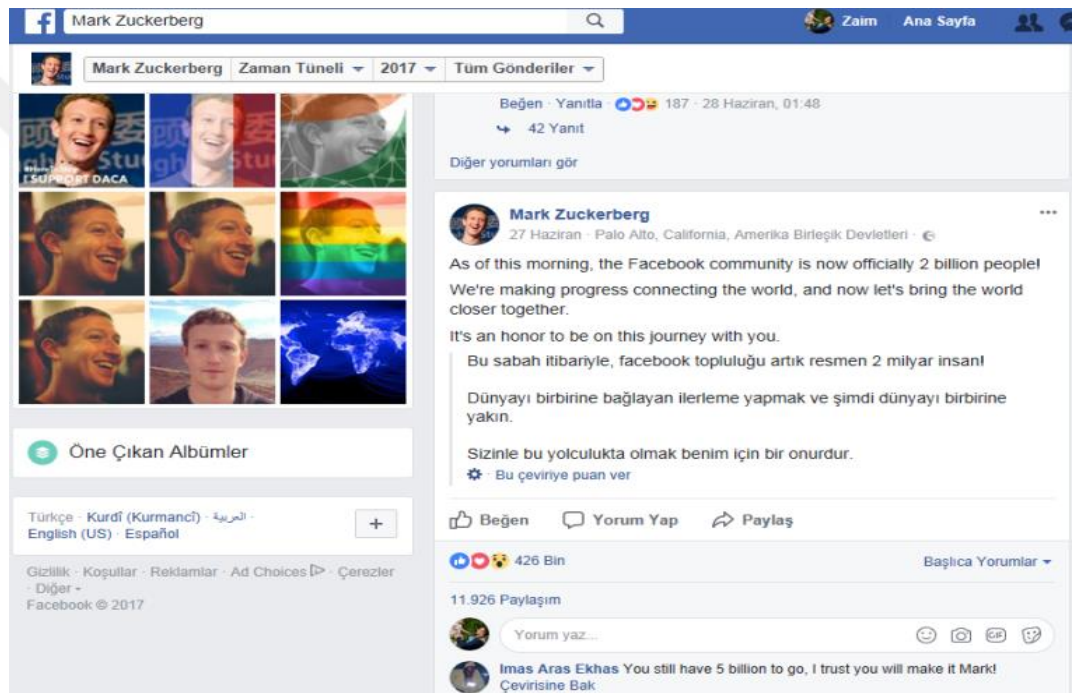 f Mark Zuckerberg Zaim Ana Sayfa
Mark Zuckerberg Zaman Tüneli 2017 Tüm Gönderiler
Beğen · Yanıtla · 187 · 28 Haziran, 01:48
42 Yanıt
Diğer yorumları gör
I SUPPORT DACA
Mark Zuckerberg
27 Haziran · Palo Alto, California, Amerika Birleşik Devletleri ·
As of this morning, the Facebook community is now officially 2 billion people!
We're making progress connecting the world, and now let's bring the world
closer together.
It's an honor to be on this journey with you.
Bu sabah itibariyle, facebook topluluğu artık resmen 2 milyar insan!
Dünyayı birbirine bağlayan ilerleme yapmak ve şimdi dünyayı birbirine
yakın.
Sizinle bu yolculukta olmak benim için bir onurdur.
Bu çeviriye puan ver
Beğen Yorum Yap Paylaş
426 Bin Başlıca Yorumlar
11.926 Paylaşım
Yorum yaz... GIF
Imas Aras Ekhas You still have 5 billion to go, I trust you will make it Mark!
Çevirisine Bak
Öne Çıkan Albümler
Türkçe · Kurdî (Kurmancî) · العربية ·
English (US) · Español
+
Gizlilik · Koşullar · Reklamlar · Ad Choices · Çerezler
· Diğer
Facebook © 2017